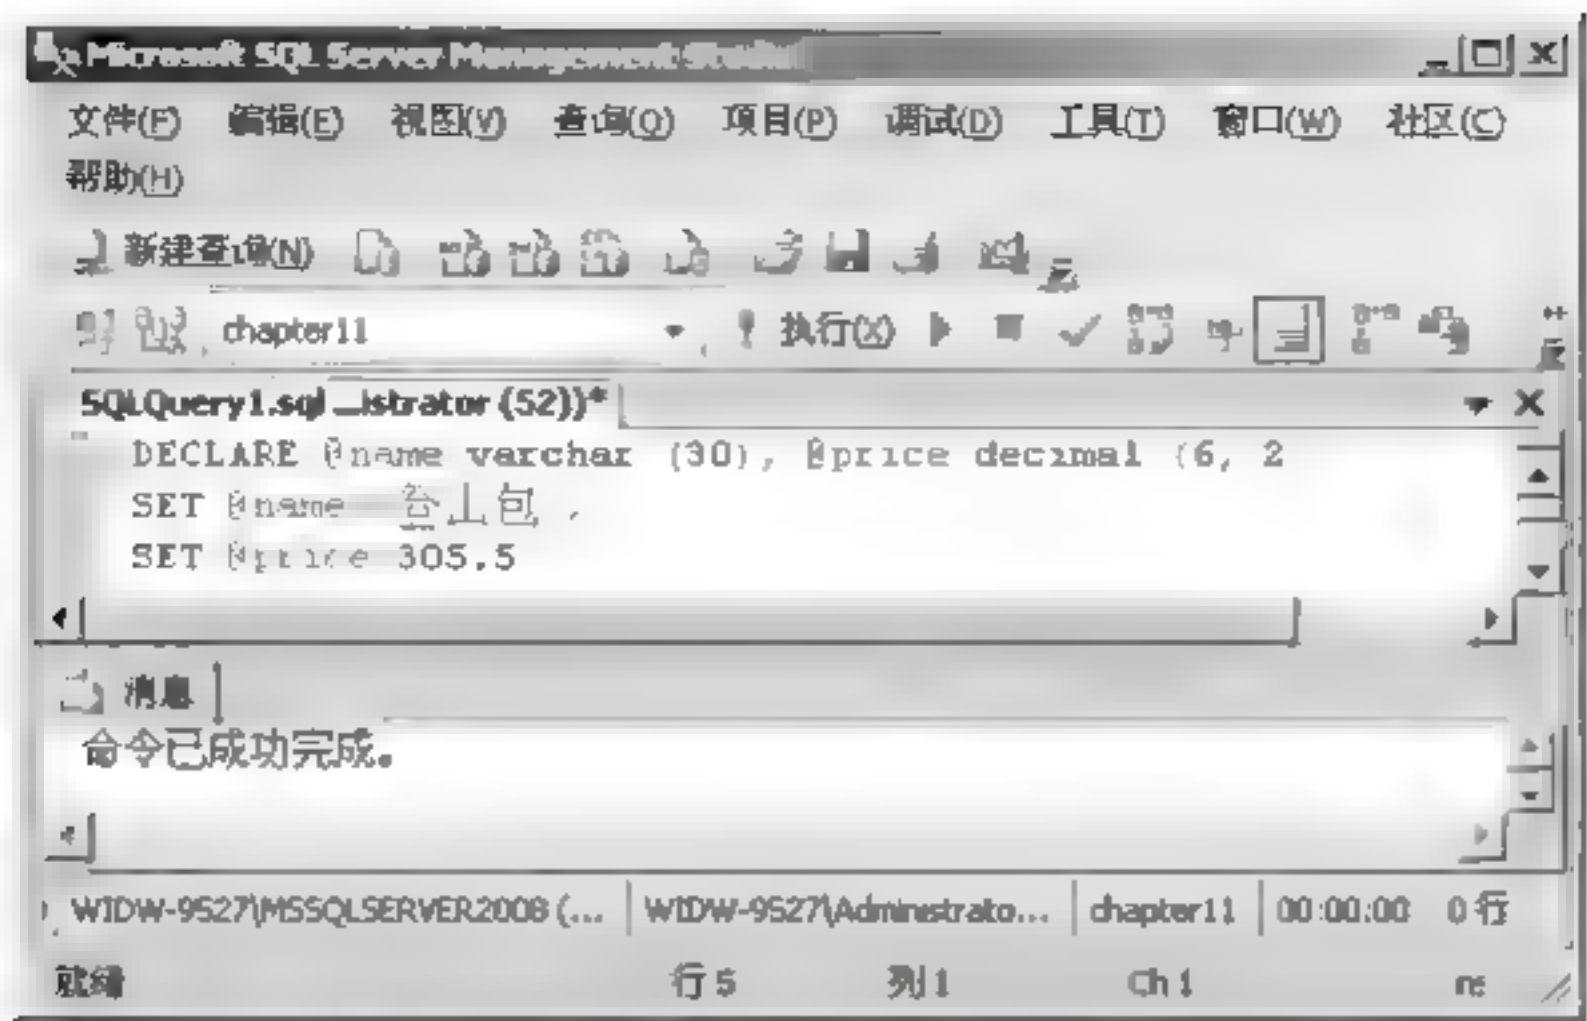 Microsoft SQL Server Management Studio
文件(F) 编辑(E) 视图(V) 查询(Q) 项目(P) 调试(D) 工具(T) 窗口(W) 社区(C)
帮助(H)
新建查询(N)
chapter11 执行(X)
SQLQuery1.sql ...istrator (52))*
DECLARE @name varchar (30), @price decimal (6, 2
SET @name 上包
SET @price 305.5
消息
命令已成功完成。
WIDW-9527\MSSQLSERVER2008 (... WIDW-9527\Administrato... chapter11 00:00:00 0 行
就绪 行 5 列 1 Ch 1